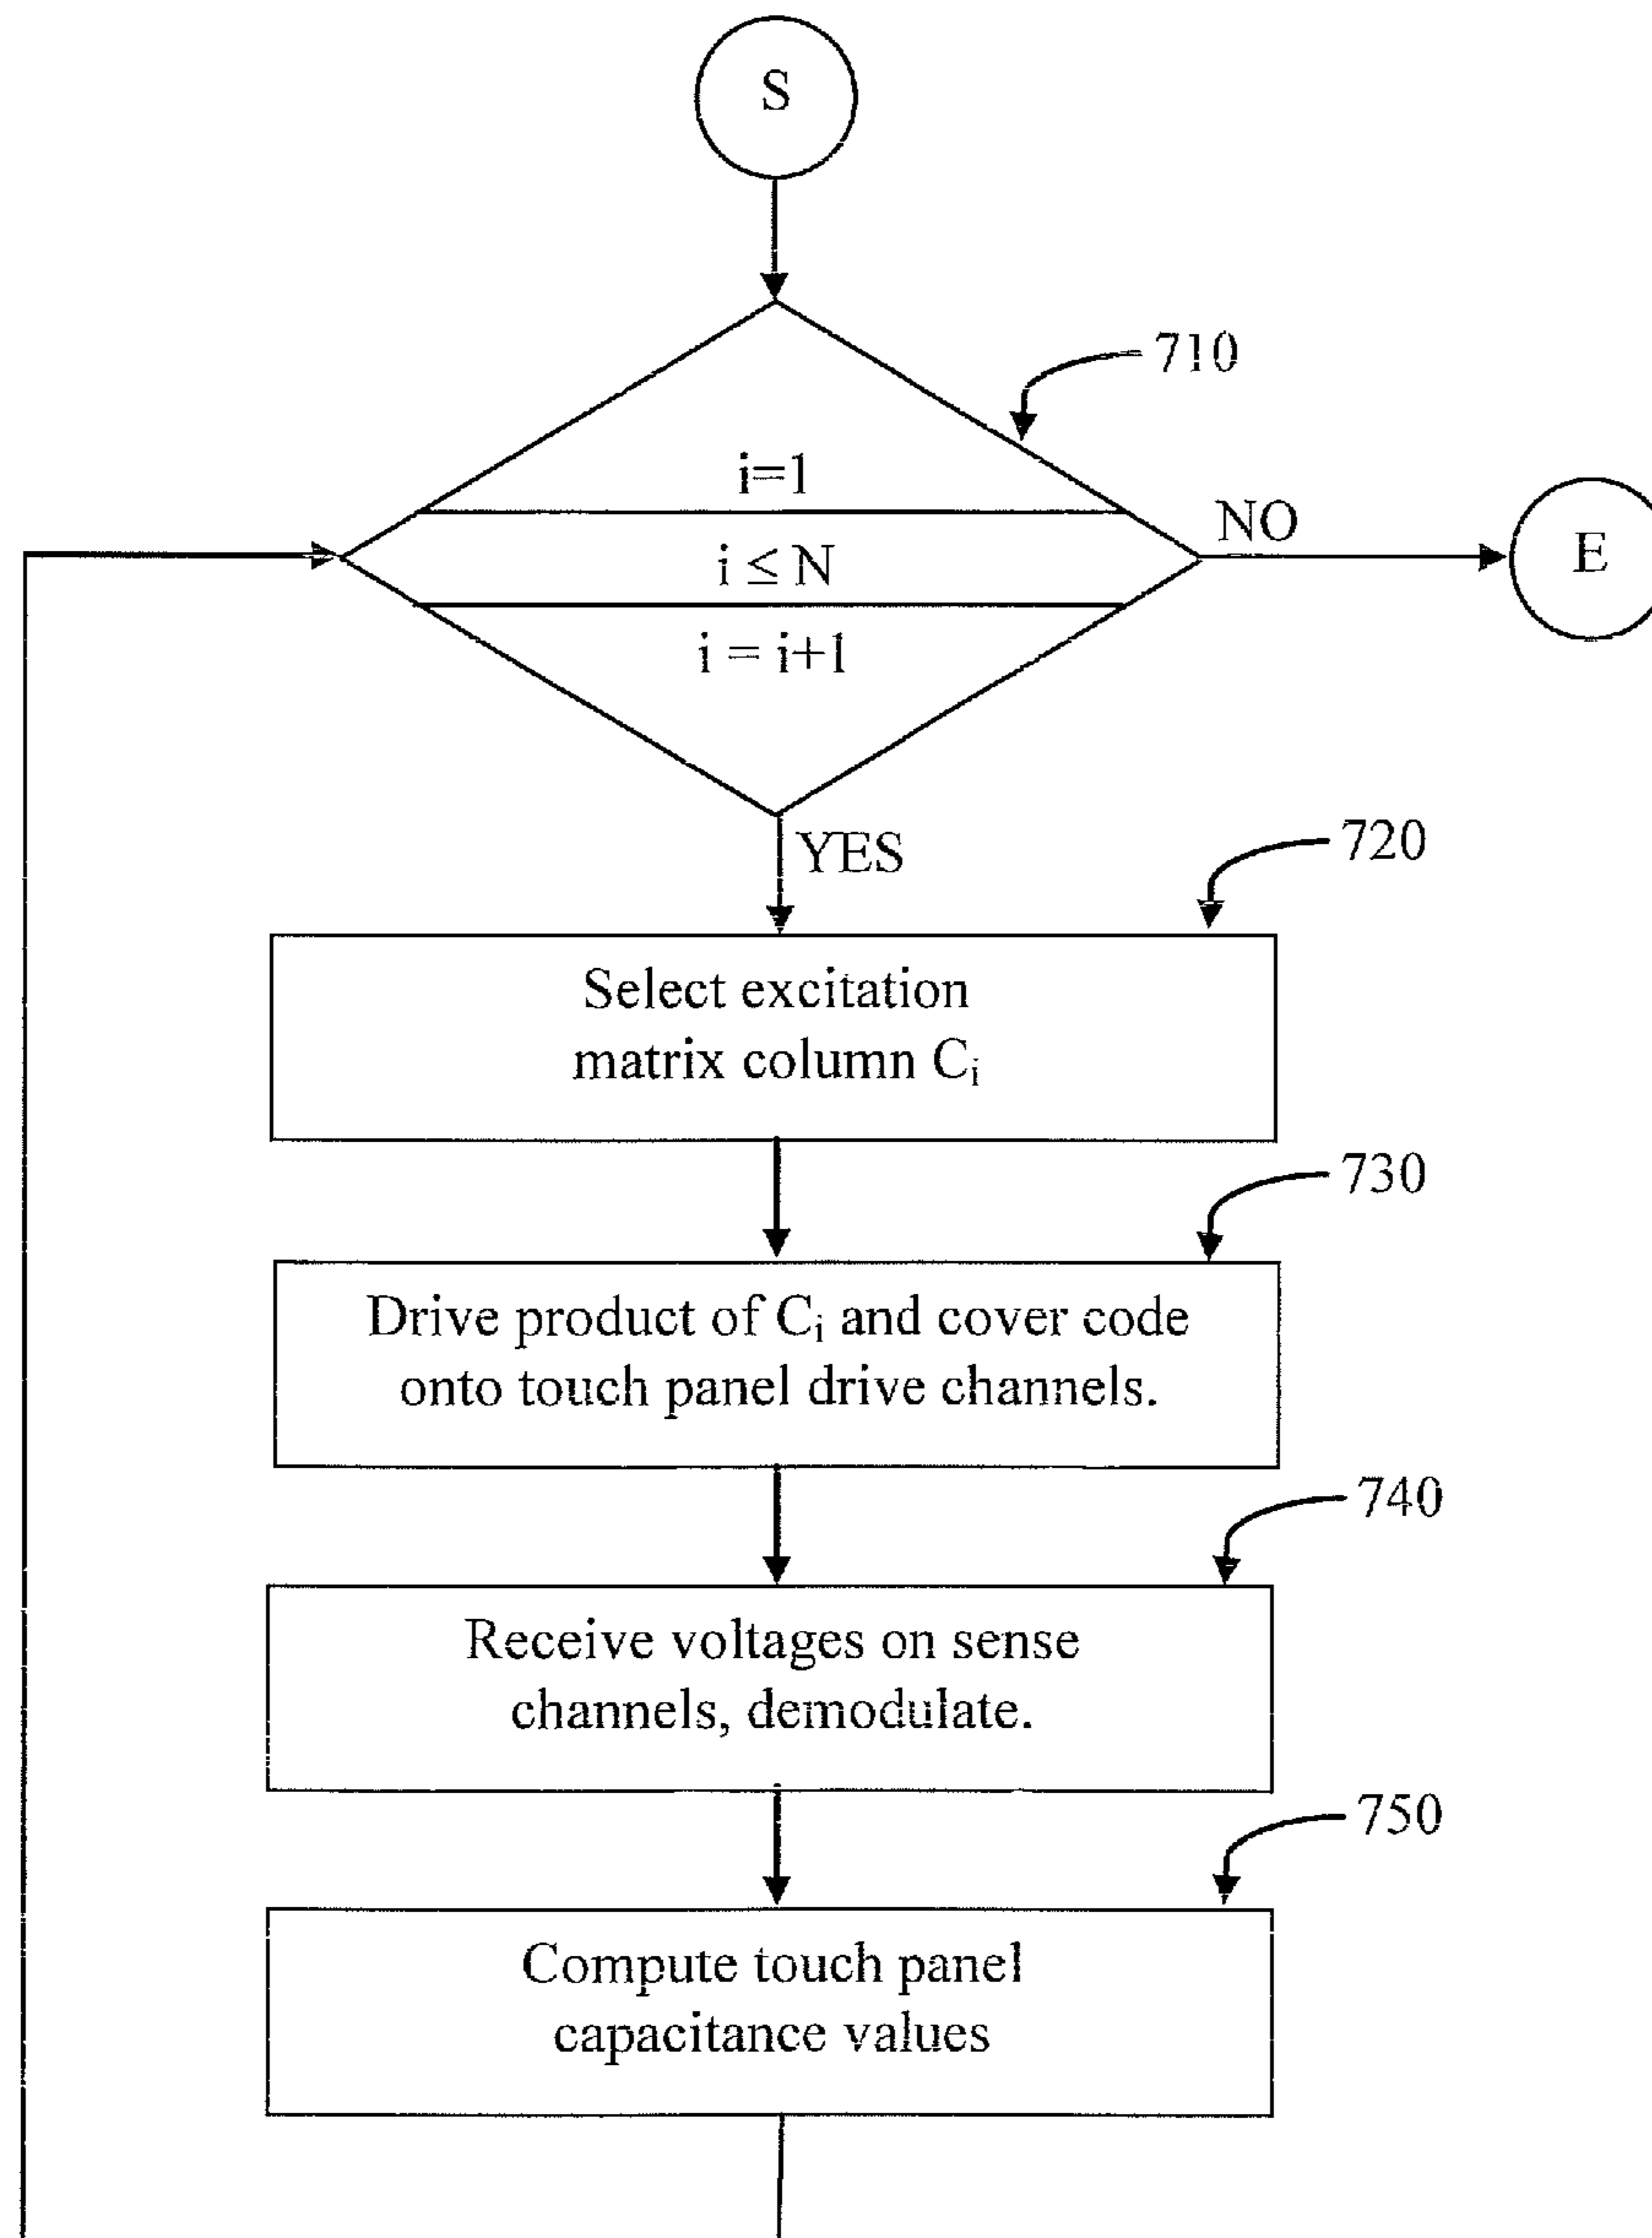 S
710
i=1
NO
i ≤ N
E
i = i+1
YES
720
Select excitation
matrix column Cᵢ
730
Drive product of Cᵢ and cover code
onto touch panel drive channels.
740
Receive voltages on sense
channels, demodulate.
750
Compute touch panel
capacitance values